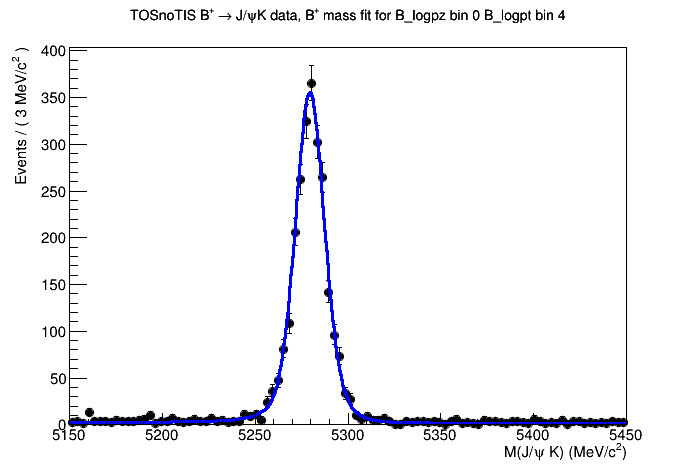 TOSnoTIS B⁺ → J/ψK data, B⁺ mass fit for B_logpz bin 0 B_logpt bin 4
Events / ( 3 MeV/c² )
400
350
300
250
200
150
100
50
0
5150 5200 5250 5300 5350 5400 5450
M(J/ψ K) (MeV/c²)